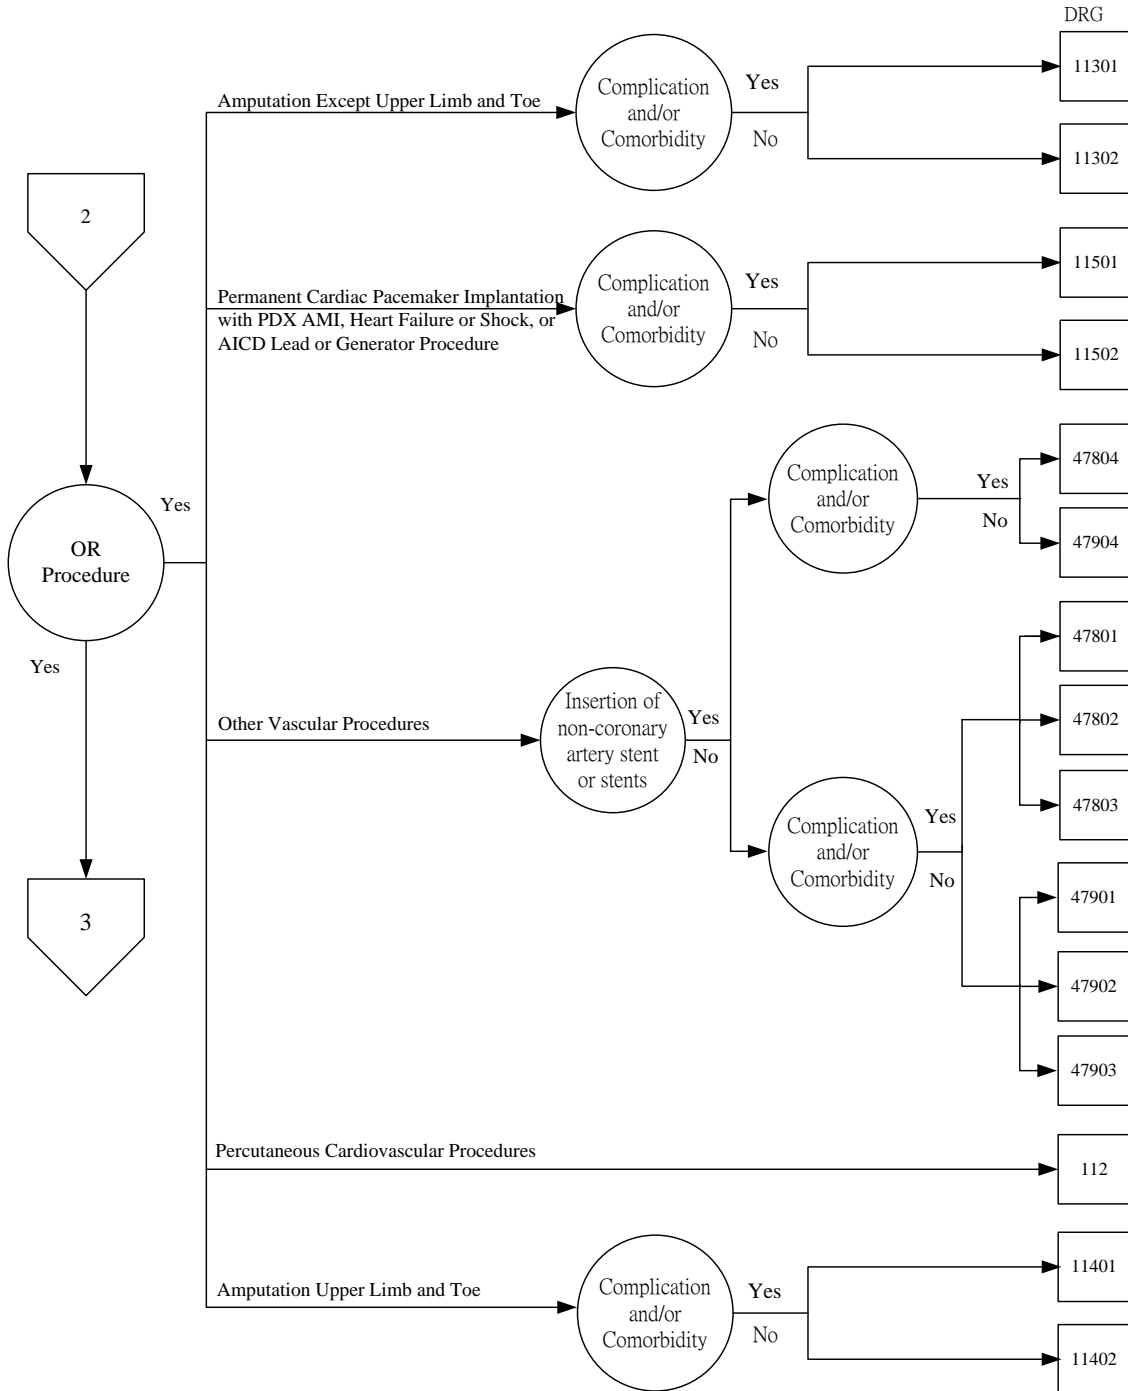 DRG
Amputation Except Upper Limb and Toe
Complication
and/or
Comorbidity
Yes
No
11301
11302
2
Permanent Cardiac Pacemaker Implantation
with PDX AMI, Heart Failure or Shock, or
AICD Lead or Generator Procedure
Complication
and/or
Comorbidity
Yes
No
11501
11502
OR
Procedure
Yes
Yes
3
Other Vascular Procedures
Insertion of
non-coronary
artery stent
or stents
Yes
No
Complication
and/or
Comorbidity
Yes
No
47804
47904
Complication
and/or
Comorbidity
Yes
No
47801
47802
47803
47901
47902
47903
Percutaneous Cardiovascular Procedures
112
Amputation Upper Limb and Toe
Complication
and/or
Comorbidity
Yes
No
11401
11402